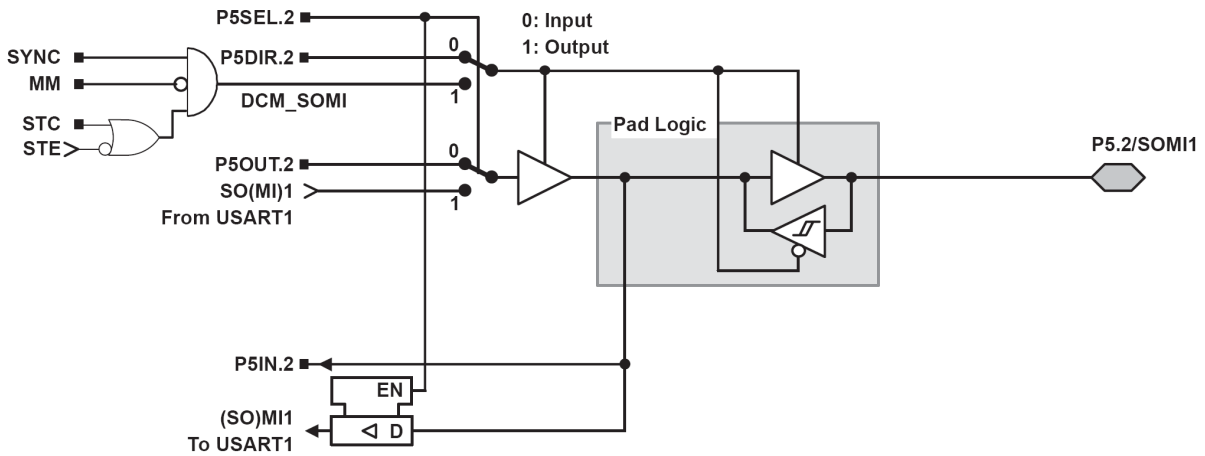 P5SEL.2
0: Input
1: Output
SYNC
P5DIR.2
0
MM
DCM_SOMI
1
STC
STE
Pad Logic
P5.2/SOMI1
P5OUT.2
0
SO(MI)1
1
From USART1
P5IN.2
EN
(SO)MI1
D
To USART1